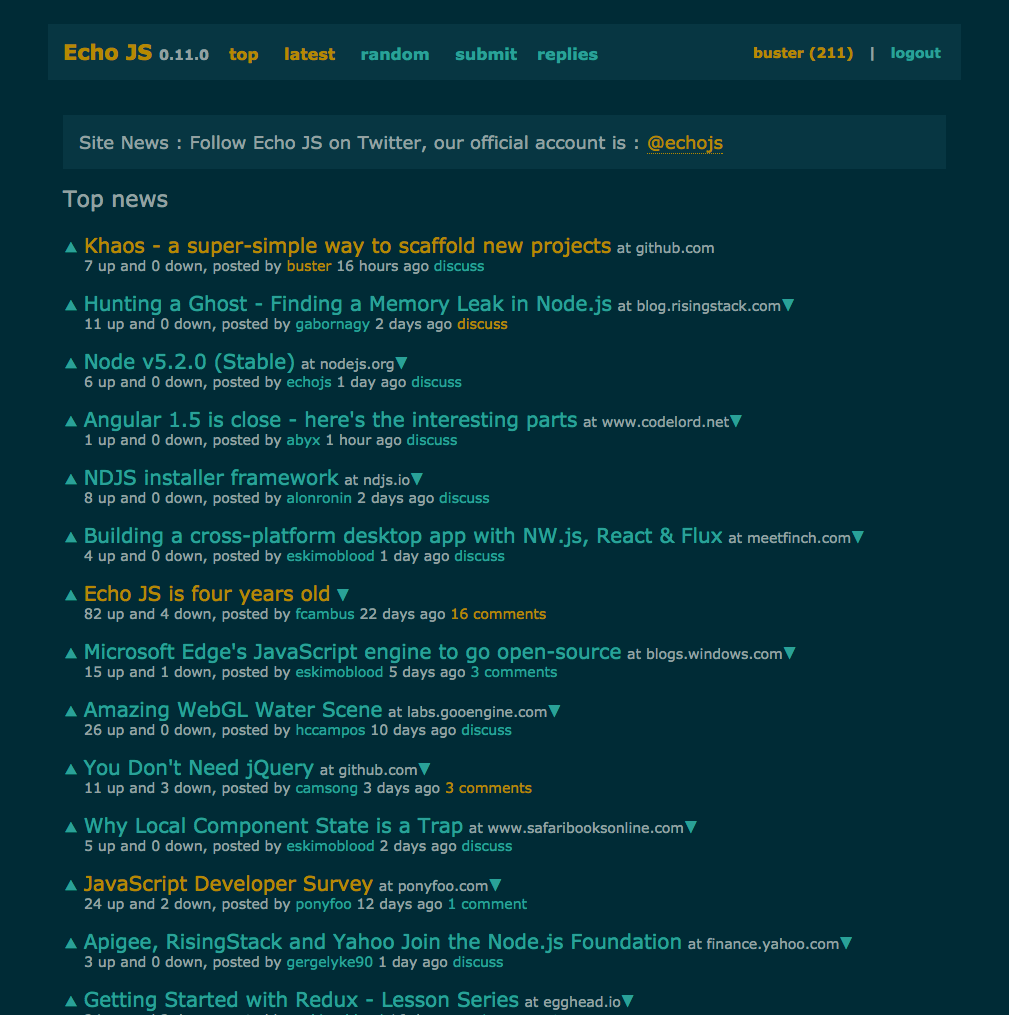 Echo JS 0.11.0 top latest random submit replies buster (211) | logout
Site News : Follow Echo JS on Twitter, our official account is : @echojs
Top news
▲ Khaos - a super-simple way to scaffold new projects at github.com
7 up and 0 down, posted by buster 16 hours ago discuss
▲ Hunting a Ghost - Finding a Memory Leak in Node.js at blog.risingstack.com▼
11 up and 0 down, posted by gabornagy 2 days ago discuss
▲ Node v5.2.0 (Stable) at nodejs.org▼
6 up and 0 down, posted by echojs 1 day ago discuss
▲ Angular 1.5 is close - here's the interesting parts at www.codelord.net▼
1 up and 0 down, posted by abyx 1 hour ago discuss
▲ NDJS installer framework at ndjs.io▼
8 up and 0 down, posted by alonronin 2 days ago discuss
▲ Building a cross-platform desktop app with NW.js, React & Flux at meetfinch.com▼
4 up and 0 down, posted by eskimoblood 1 day ago discuss
▲ Echo JS is four years old ▼
82 up and 4 down, posted by fcambus 22 days ago 16 comments
▲ Microsoft Edge's JavaScript engine to go open-source at blogs.windows.com▼
15 up and 1 down, posted by eskimoblood 5 days ago 3 comments
▲ Amazing WebGL Water Scene at labs.gooengine.com▼
26 up and 0 down, posted by hccampos 10 days ago discuss
▲ You Don't Need jQuery at github.com▼
11 up and 3 down, posted by camsong 3 days ago 3 comments
▲ Why Local Component State is a Trap at www.safaribooksonline.com▼
5 up and 0 down, posted by eskimoblood 2 days ago discuss
▲ JavaScript Developer Survey at ponyfoo.com▼
24 up and 2 down, posted by ponyfoo 12 days ago 1 comment
▲ Apigee, RisingStack and Yahoo Join the Node.js Foundation at finance.yahoo.com▼
3 up and 0 down, posted by gergelyke90 1 day ago discuss
▲ Getting Started with Redux - Lesson Series at egghead.io▼